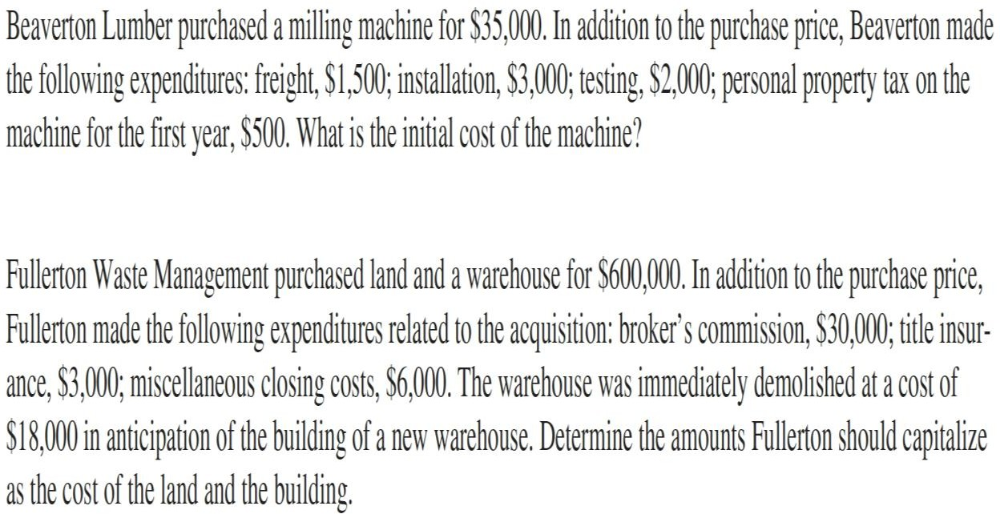 Beaverton Lumber purchased a milling machine for $35,000. In addition to the purchase price, Beaverton made
the following expenditures: freight, $1,500; installation, $3,000; testing, $2,000; personal property tax on the
machine for the first year, $500. What is the initial cost of the machine?
Fullerton Waste Management purchased land and a warehouse for $600,000. In addition to the purchase price,
Fullerton made the following expenditures related to the acquisition: broker’s commission, $30,000; title insur-
ance, $3,000; miscellaneous closing costs, $6,000. The warehouse was immediately demolished at a cost of
$18,000 in anticipation of the building of a new warehouse. Determine the amounts Fullerton should capitalize
as the cost of the land and the building.